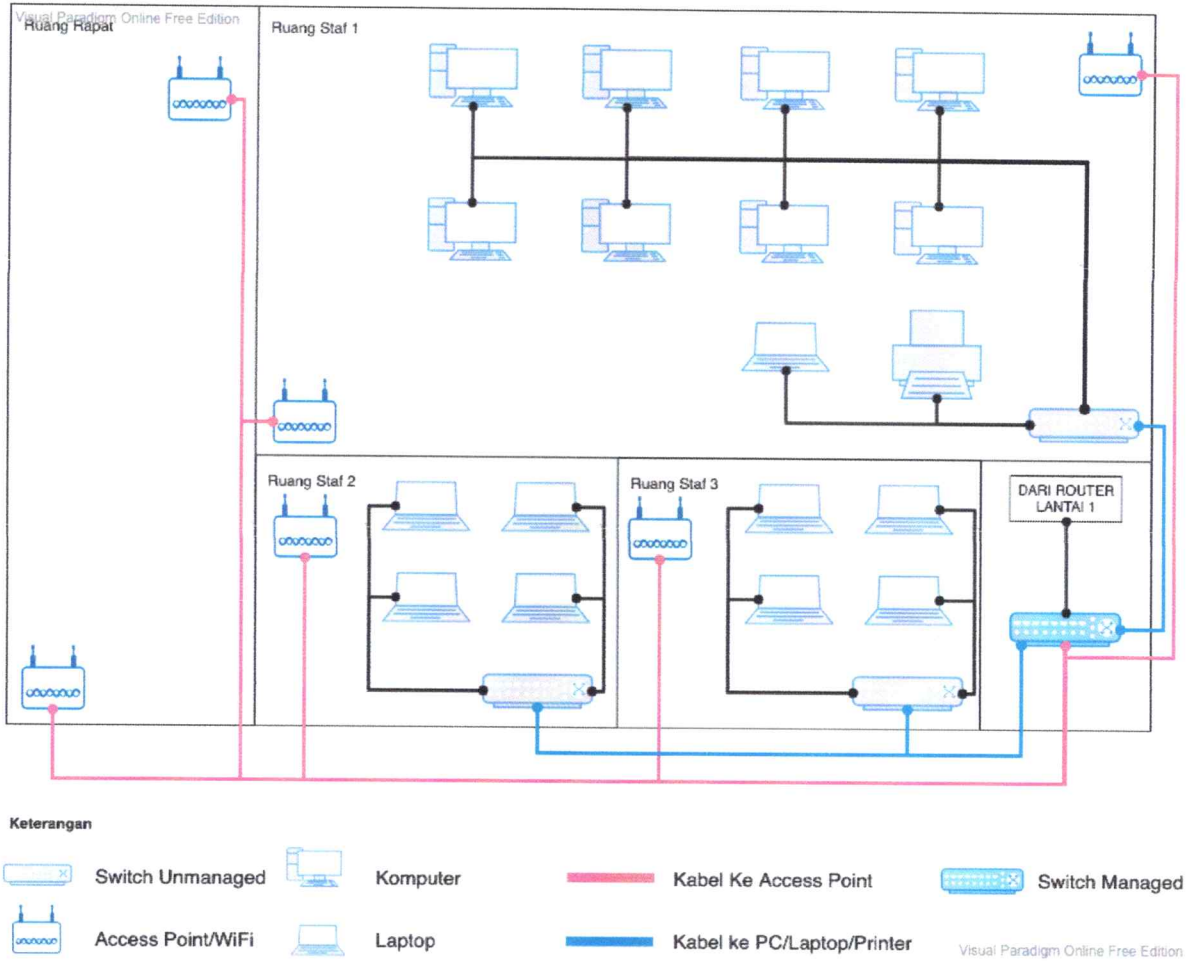 Visual Paradigm Online Free Edition
Ruang Rapat
Ruang Staf 1
Ruang Staf 2
Ruang Staf 3
DARI ROUTER
LANTAI 1
Keterangan
Switch Unmanaged
Komputer
Kabel Ke Access Point
Switch Managed
Access Point/WiFi
Laptop
Kabel ke PC/Laptop/Printer
Visual Paradigm Online Free Edition